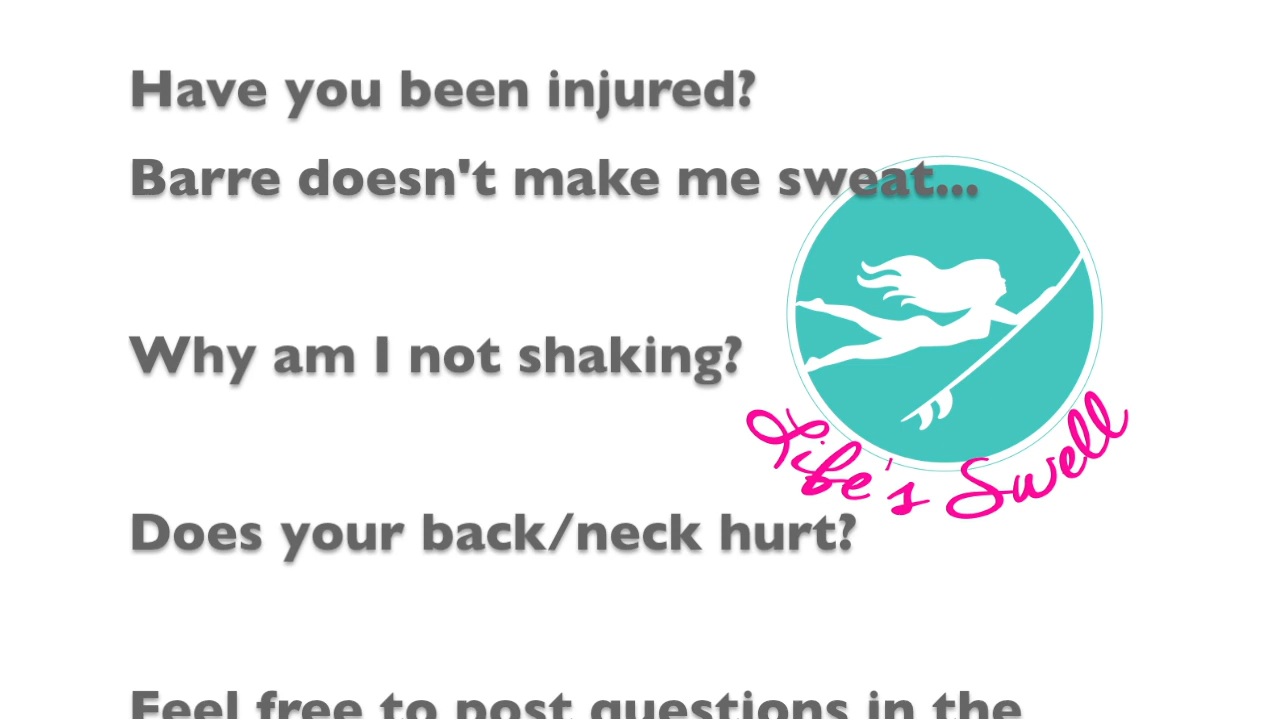 Have you been injured?
Barre doesn't make me sweat...
Why am I not shaking?
Life's Swell
Does your back/neck hurt?
Feel free to post questions in the